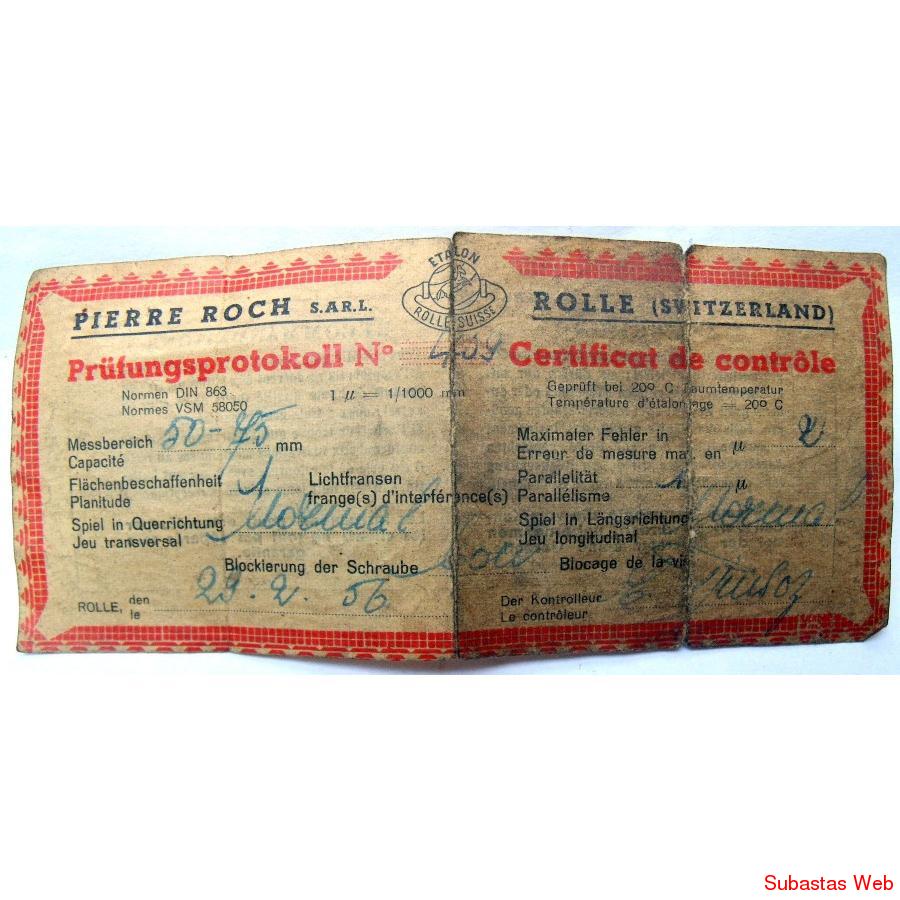 PIERRE ROCH S.A.R.L.
ETALON
ROLLE SUISSE
ROLLE (SWITZERLAND)
Prüfungsprotokoll No Certificat de contrôle
Normen DIN 863
Normes VSM 58050
1 µ = 1/1000 mm
Geprüft bei 20° C Raumtemperatur
Température d'étalonnage = 20° C
Messbereich 50-75 mm
Capacité
Maximaler Fehler in
Erreur de mesure max. en µ 2
Flächenbeschaffenheit 1 Lichtfransen
Planitude frange(s) d'interférence(s)
Parallelität 1 µ
Parallélisme
Spiel in Querrichtung Normal
Jeu transversal
Spiel in Längsrichtung Normal
Jeu longitudinal
Blockierung der Schraube Blocage de la vis
ROLLE, den 29. 2. 56
le
Der Kontrolleur
Le contrôleur
Subastas Web